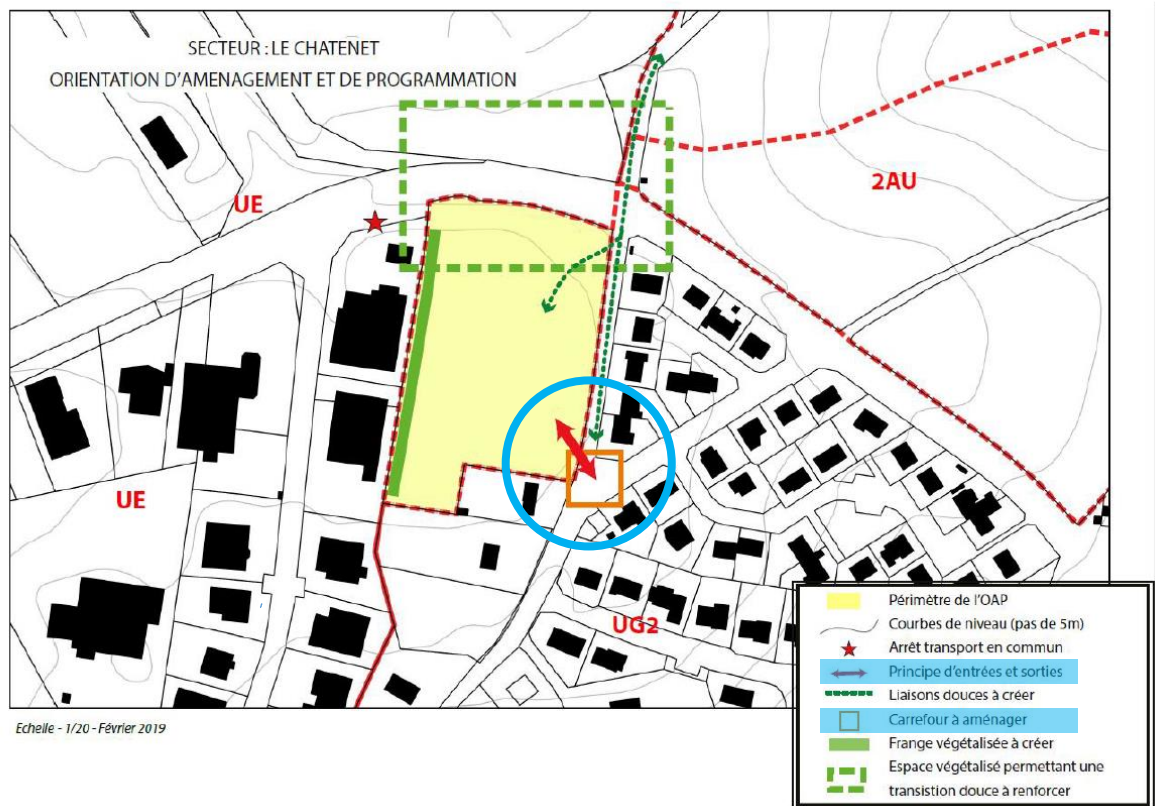 SECTEUR : LE CHATENET
ORIENTATION D'AMENAGEMENT ET DE PROGRAMMATION
2AU
UE
UE
UG2
Périmètre de l'OAP
Courbes de niveau (pas de 5m)
Arrêt transport en commun
Principe d'entrées et sorties
Liaisons douces à créer
Carrefour à aménager
Frange végétalisée à créer
Espace végétalisé permettant une
transistion douce à renforcer
Echelle - 1/20 - Février 2019